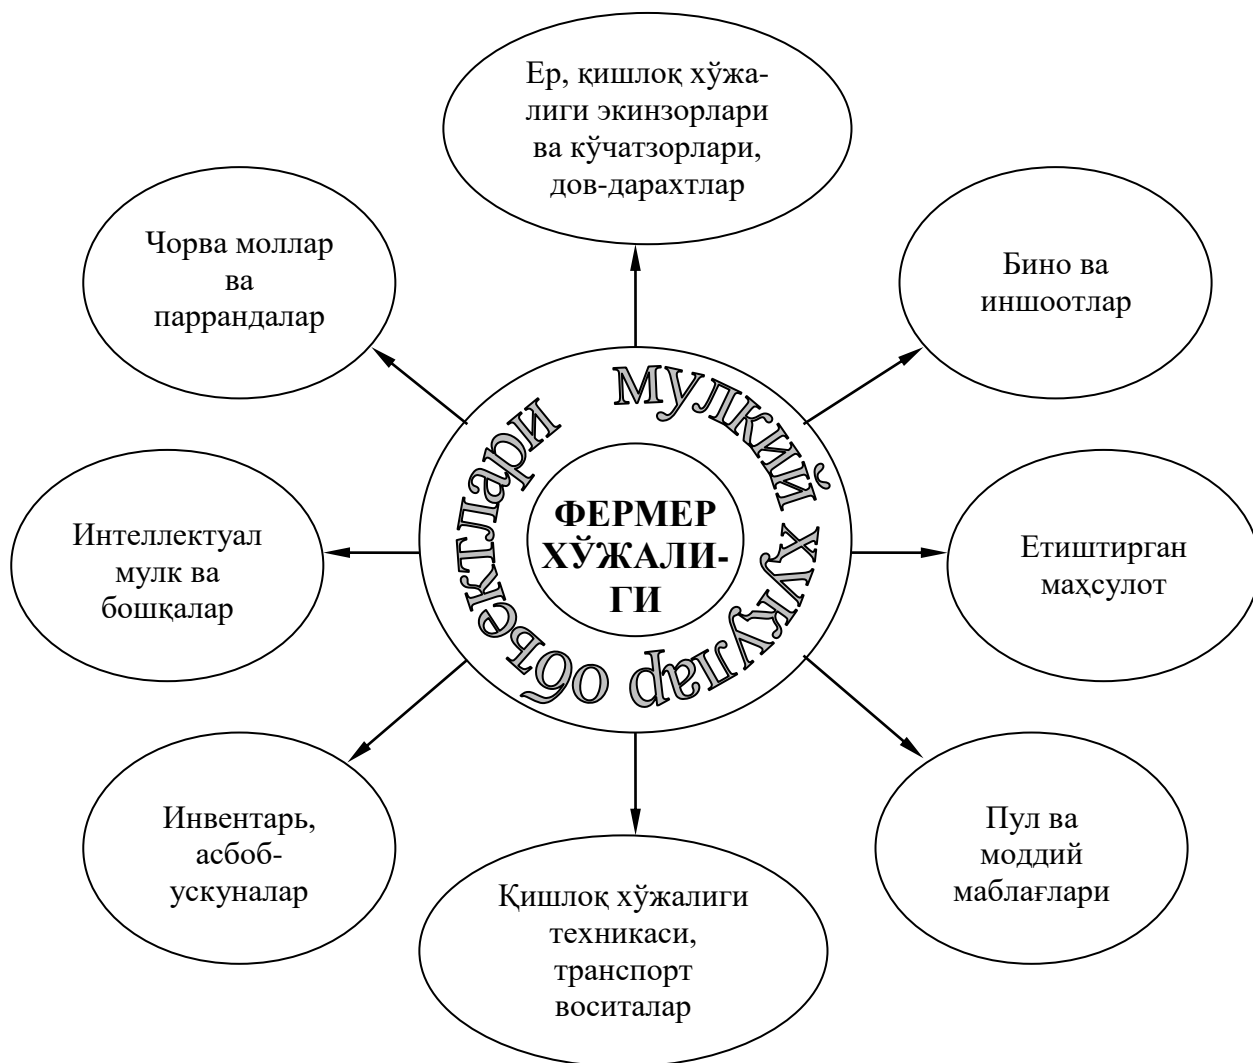 Ер, қишлоқ хўжа-
лиги экинзорлари
ва кўчатзорлари,
дов-дарахтлар
Чорва моллар
ва
паррандалар
Бино ва
иншоотлар
мулкий хуқулар объектлари
ФЕРМЕР
ХЎЖАЛИ-
ГИ
Интеллектуал
мулк ва
бошқалар
Етиштирган
маҳсулот
Инвентарь,
асбоб-
ускуналар
Пул ва
моддий
маблағлари
Қишлоқ хўжалиги
техникаси,
транспорт
воситалар